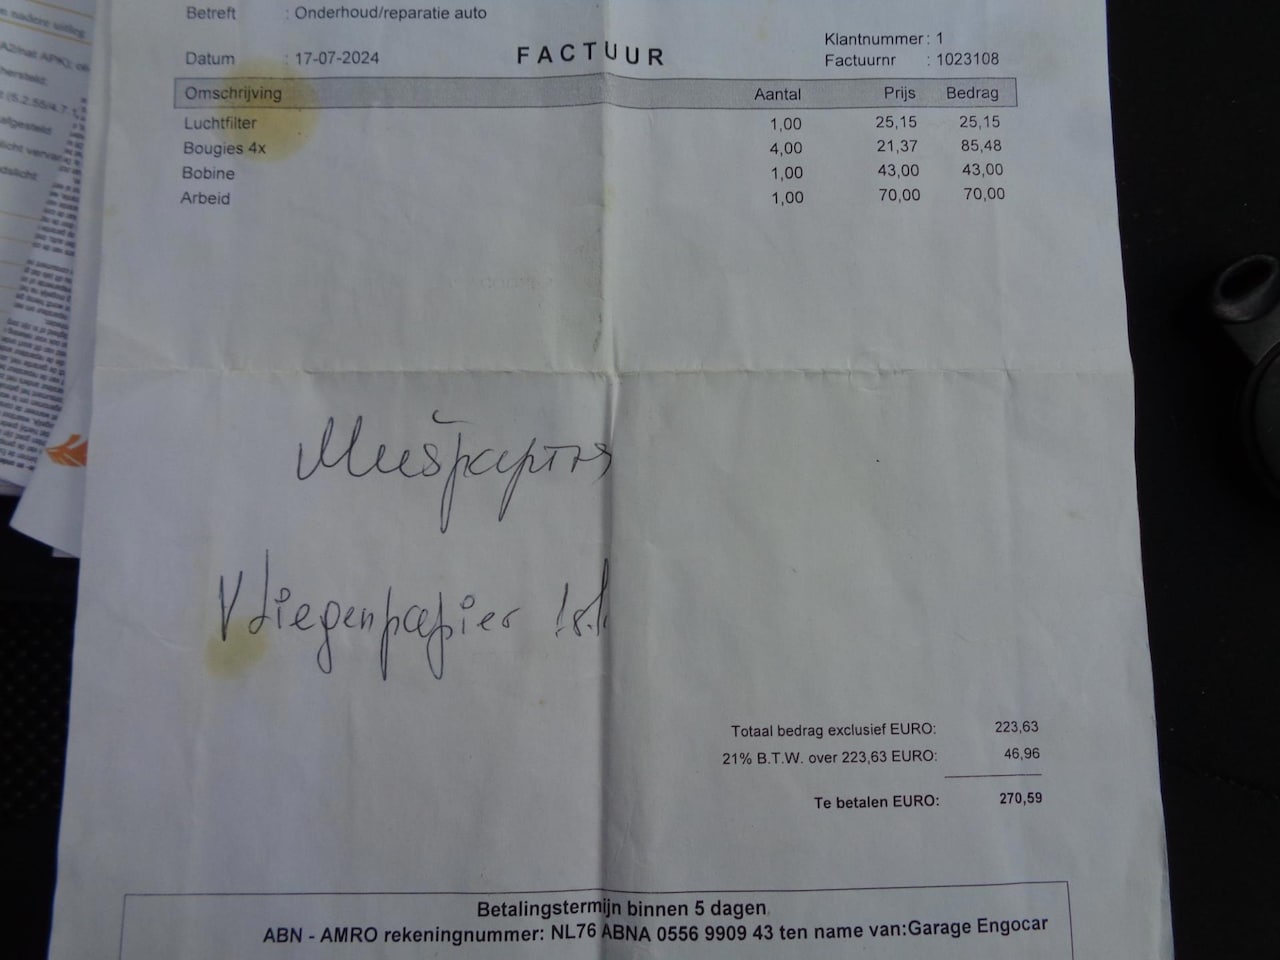 Betreft : Onderhoud/reparatie auto
Datum : 17-07-2024
FACTUUR
Klantnummer : 1
Factuurnr : 1023108
Omschrijving Aantal Prijs Bedrag
Luchtfilter 1,00 25,15 25,15
Bougies 4x 4,00 21,37 85,48
Bobine 1,00 43,00 43,00
Arbeid 1,00 70,00 70,00
Vliegenpapier
Totaal bedrag exclusief EURO: 223,63
21% B.T.W. over 223,63 EURO: 46,96
Te betalen EURO: 270,59
Betalingstermijn binnen 5 dagen
ABN - AMRO rekeningnummer: NL76 ABNA 0556 9909 43 ten name van:Garage Engocar